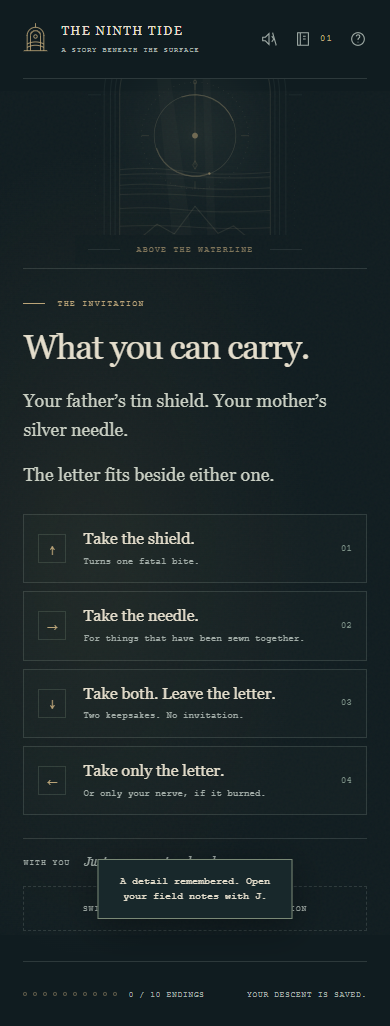 THE NINTH TIDE
A STORY BENEATH THE SURFACE
01
ABOVE THE WATERLINE
THE INVITATION
What you can carry.
Your father’s tin shield. Your mother’s
silver needle.
The letter fits beside either one.
↑ Take the shield. 01
Turns one fatal bite.
→ Take the needle. 02
For things that have been sewn together.
↓ Take both. Leave the letter. 03
Two keepsakes. No invitation.
← Take only the letter. 04
Or only your nerve, if it burned.
WITH YOU
A detail remembered. Open
your field notes with J.
0 / 10 ENDINGS
YOUR DESCENT IS SAVED.